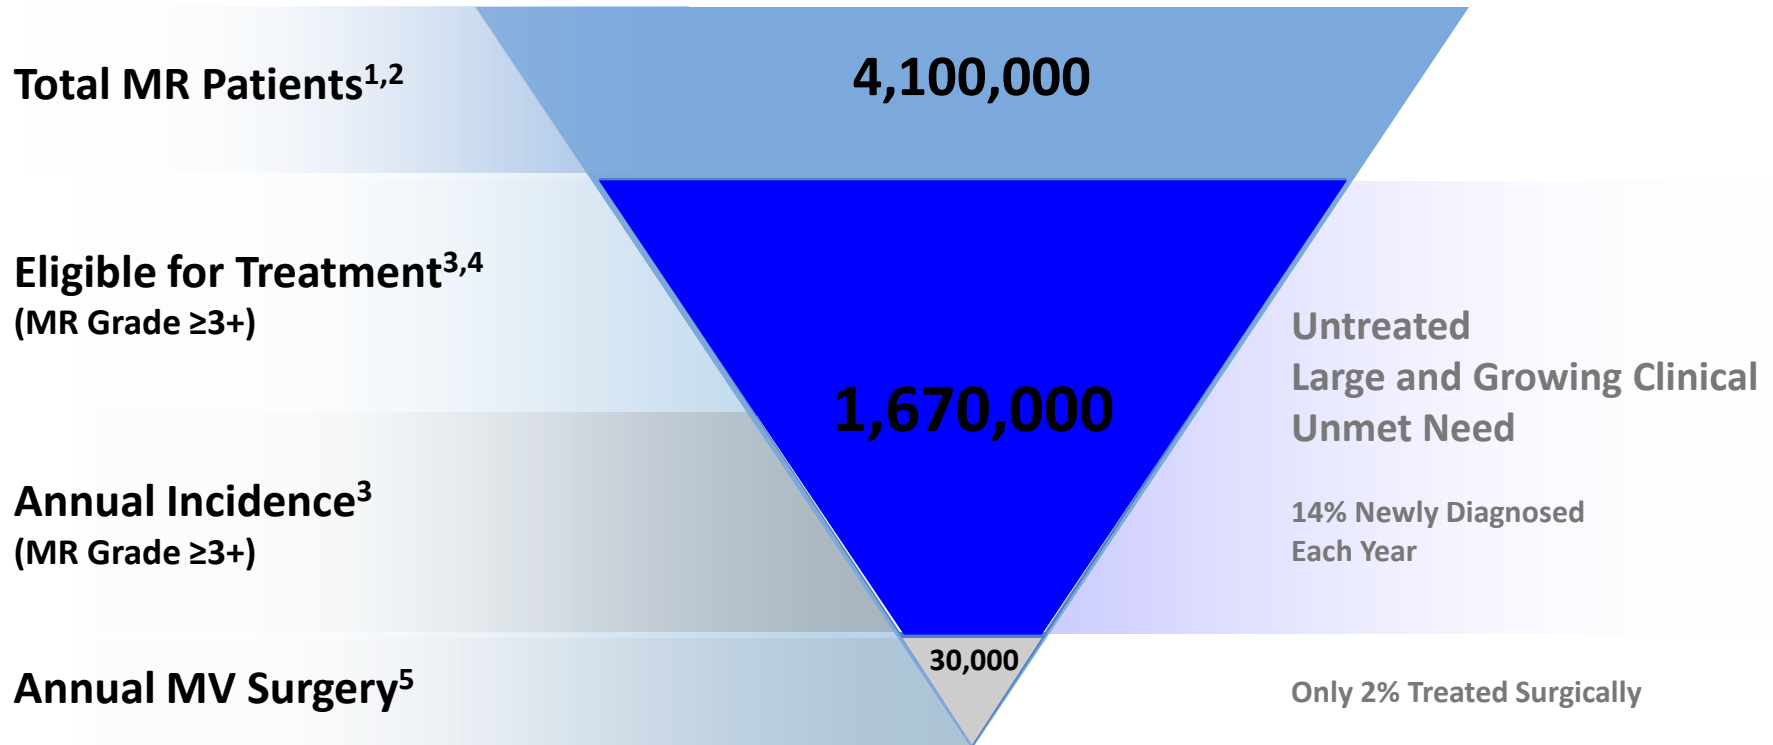 Total MR Patients1,2
4,100,000
Eligible for Treatment3,4
(MR Grade ≥3+)
1,670,000
Untreated
Large and Growing Clinical
Unmet Need
Annual Incidence3
(MR Grade ≥3+)
14% Newly Diagnosed
Each Year
Annual MV Surgery5
30,000
Only 2% Treated Surgically